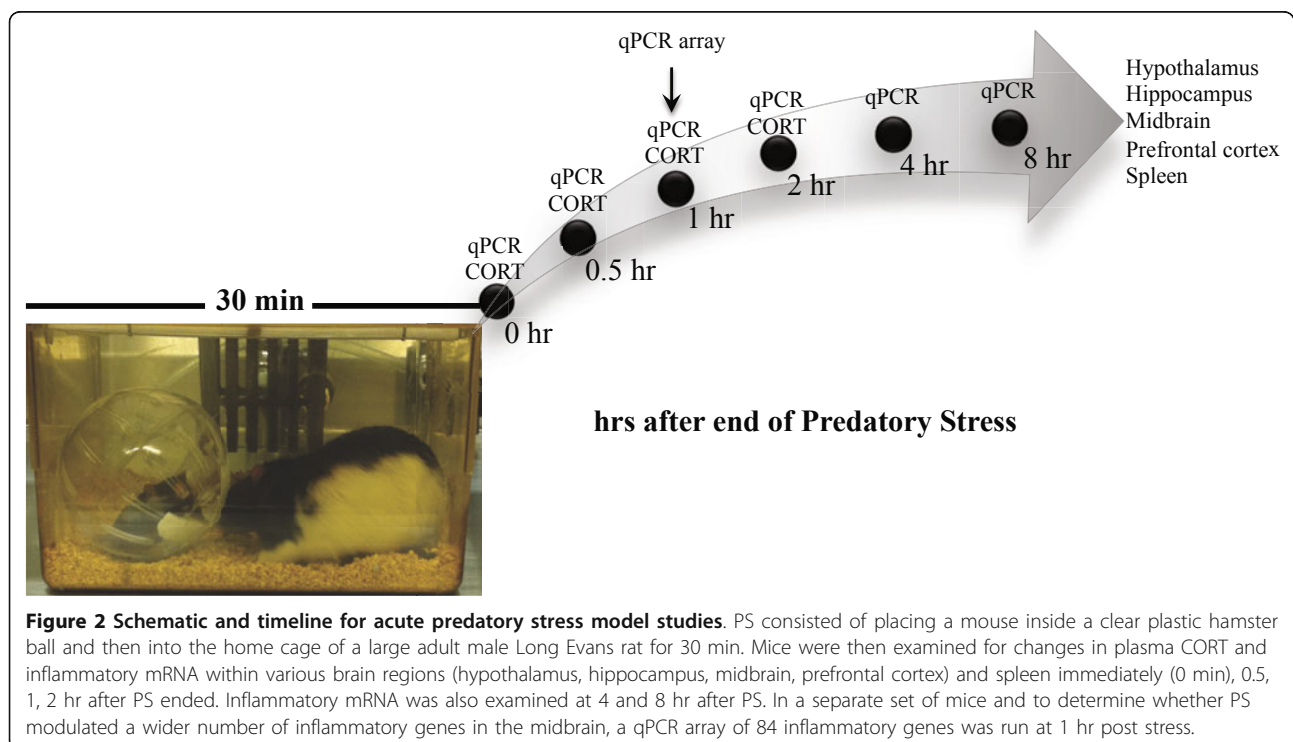 qPCR array
qPCR
CORT
0 hr
qPCR
CORT
0.5 hr
qPCR
CORT
1 hr
qPCR
CORT
2 hr
qPCR
4 hr
qPCR
8 hr
Hypothalamus
Hippocampus
Midbrain
Prefrontal cortex
Spleen
30 min
hrs after end of Predatory Stress
Figure 2 Schematic and timeline for acute predatory stress model studies. PS consisted of placing a mouse inside a clear plastic hamster
ball and then into the home cage of a large adult male Long Evans rat for 30 min. Mice were then examined for changes in plasma CORT and
inflammatory mRNA within various brain regions (hypothalamus, hippocampus, midbrain, prefrontal cortex) and spleen immediately (0 min), 0.5,
1, 2 hr after PS ended. Inflammatory mRNA was also examined at 4 and 8 hr after PS. In a separate set of mice and to determine whether PS
modulated a wider number of inflammatory genes in the midbrain, a qPCR array of 84 inflammatory genes was run at 1 hr post stress.